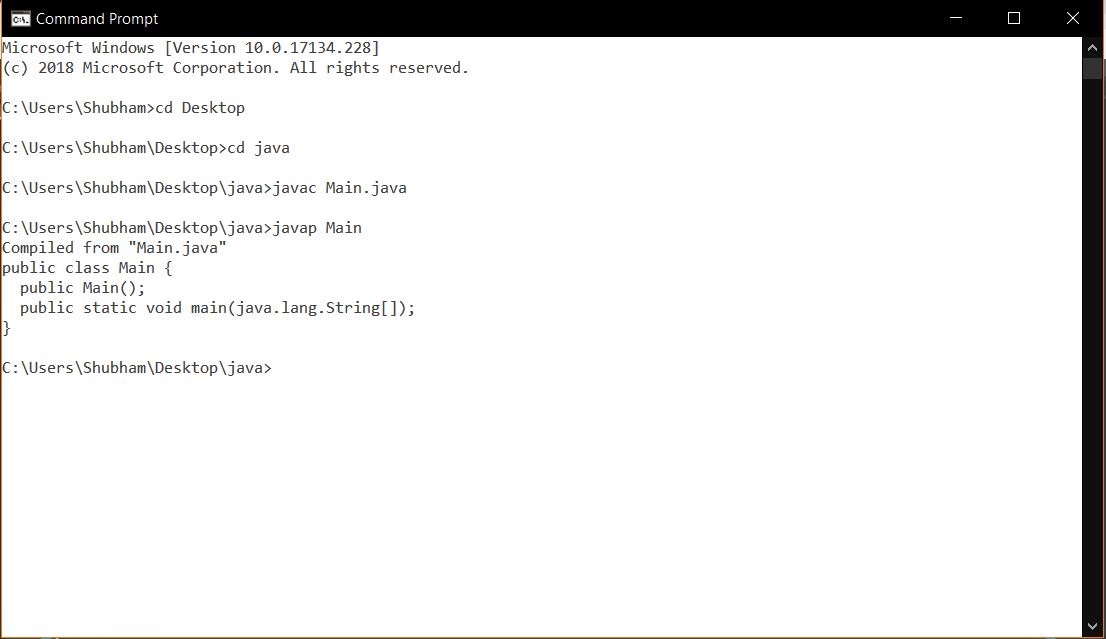 Command Prompt
Microsoft Windows [Version 10.0.17134.228]
(c) 2018 Microsoft Corporation. All rights reserved.
C:\Users\Shubham>cd Desktop
C:\Users\Shubham\Desktop>cd java
C:\Users\Shubham\Desktop\java>javac Main.java
C:\Users\Shubham\Desktop\java>javap Main
Compiled from "Main.java"
public class Main {
  public Main();
  public static void main(java.lang.String[]);
}
C:\Users\Shubham\Desktop\java>